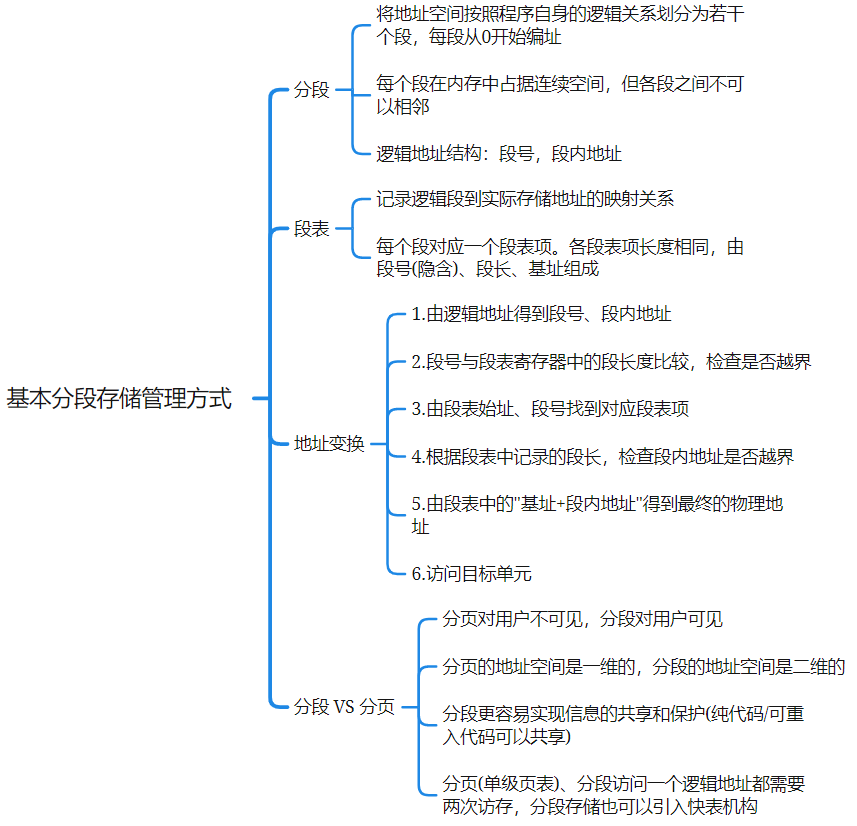 将地址空间按照程序自身的逻辑关系划分为若干
个段，每段从0开始编址
分段
每个段在内存中占据连续空间，但各段之间不可
以相邻
逻辑地址结构：段号，段内地址
记录逻辑段到实际存储地址的映射关系
段表
每个段对应一个段表项。各段表项长度相同，由
段号(隐含)、段长、基址组成
1.由逻辑地址得到段号、段内地址
2.段号与段表寄存器中的段长度比较，检查是否越界
基本分段存储管理方式
3.由段表始址、段号找到对应段表项
地址变换
4.根据段表中记录的段长，检查段内地址是否越界
5.由段表中的"基址+段内地址"得到最终的物理地
址
6.访问目标单元
分页对用户不可见，分段对用户可见
分页的地址空间是一维的，分段的地址空间是二维的
分段 VS 分页
分段更容易实现信息的共享和保护(纯代码/可重
入代码可以共享)
分页(单级页表)、分段访问一个逻辑地址都需要
两次访存，分段存储也可以引入快表机构